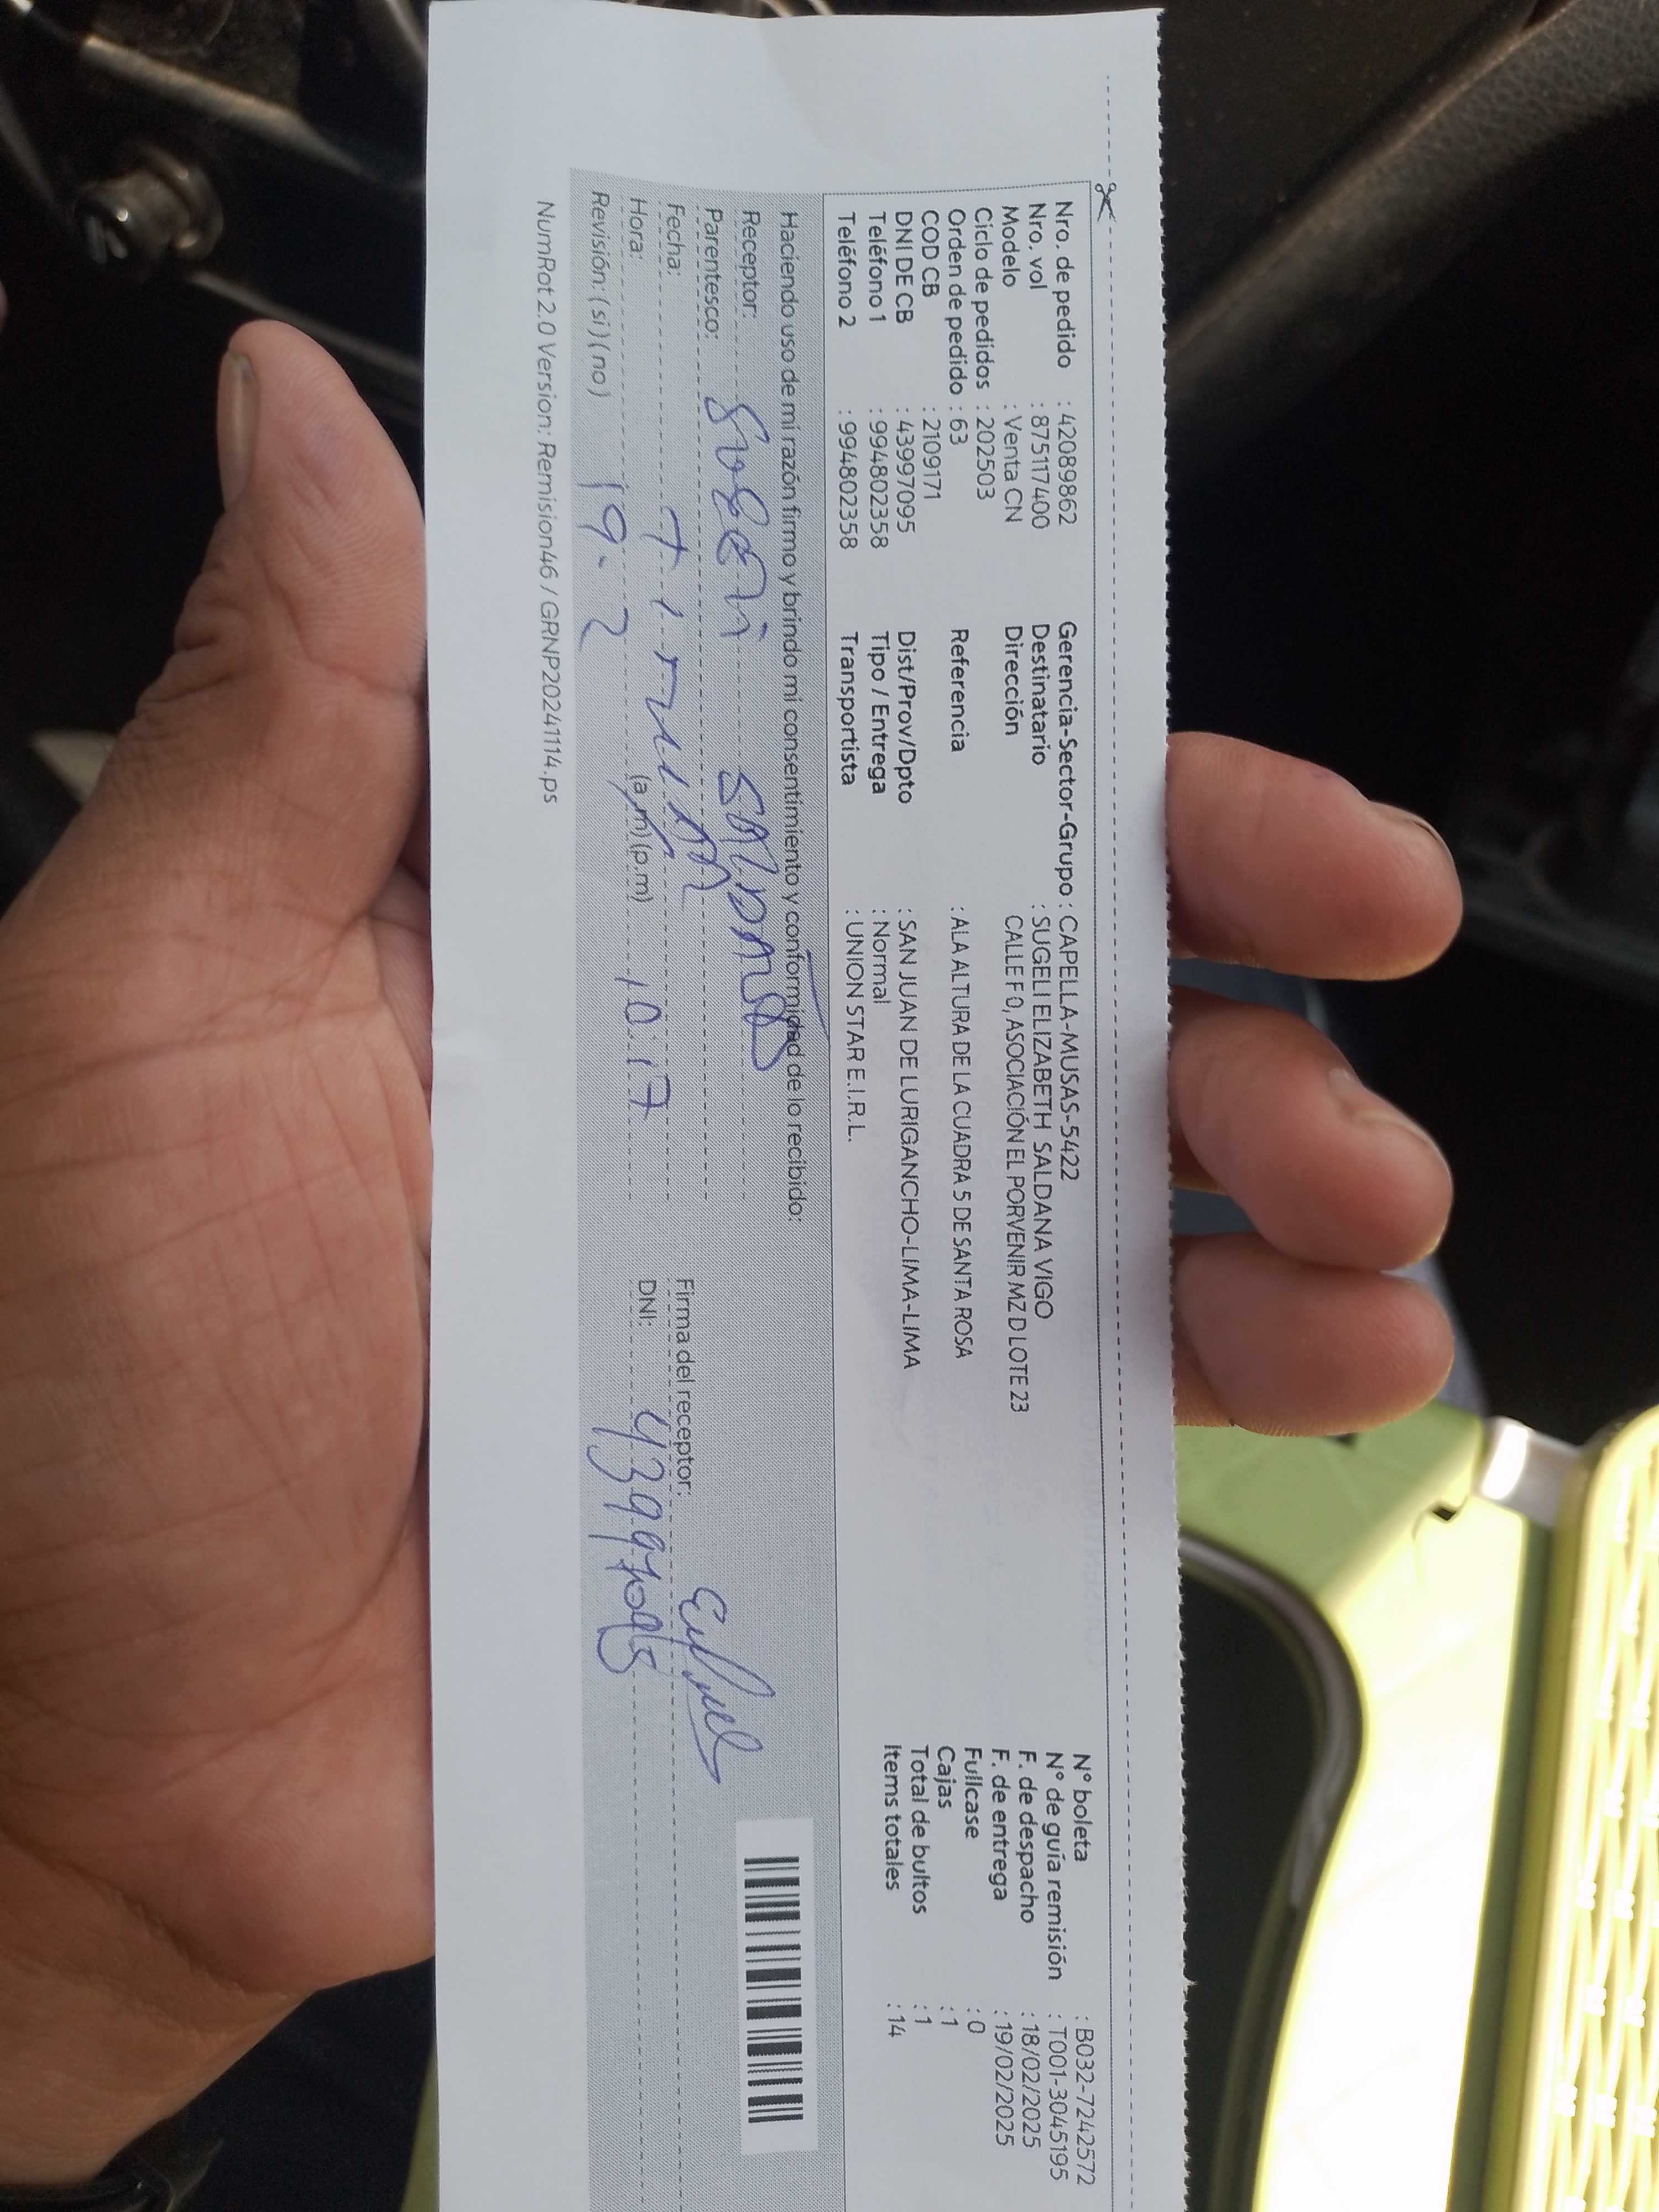 Nro. de pedido : 42089862
Nro. vol : 875117400
Modelo : Venta CN
Ciclo de pedidos : 202503
Orden de pedido : 63
COD CB : 2109171
DNI DE CB : 43997095
Teléfono 1 : 994802358
Teléfono 2 : 994802358
Gerencia-Sector-Grupo : CAPELLA-MUSAS-5422
Destinatario : SUGELI ELIZABETH SALDANA VIGO
Dirección CALLE F 0, ASOCIACIÓN EL PORVENIR MZ D LOTE 23
Referencia : ALA ALTURA DE LA CUADRA 5 DE SANTA ROSA
Dist/Prov/Dpto : SAN JUAN DE LURIGANCHO-LIMA-LIMA
Tipo / Entrega : Normal
Transportista : UNION STAR E.I.R.L.
N° boleta : B032-7242572
N° de guía remisión : T001-3045195
F. de despacho : 18/02/2025
F. de entrega : 19/02/2025
Fullcase : 0
Cajas : 1
Total de bultos : 1
Items totales : 14
Haciendo uso de mi razón firmo y brindo mi consentimiento y conformidad de lo recibido:
Receptor: Sugeli Saldana
Parentesco:
Fecha: 19.2
Hora: (a.m) (p.m) 10:17
Revisión: (si) (no)
Firma del receptor:
DNI: 43997095
NumRot 2.0 Version: Remision46 / GRNP20241114.ps